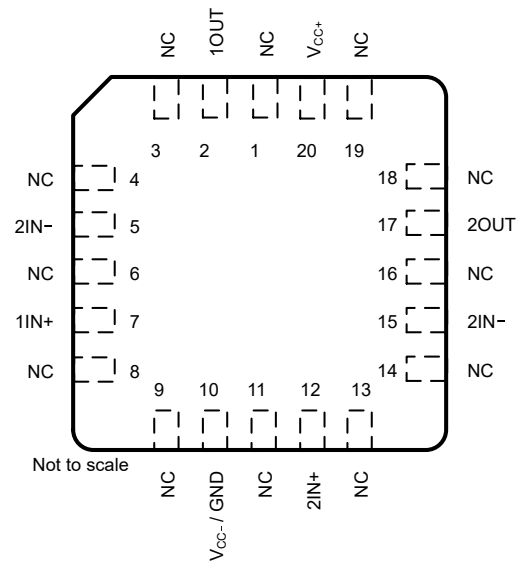 NC
1OUT
NC
VCC+
NC
3
2
1
20
19
NC
4
18
NC
2IN−
5
17
2OUT
NC
6
16
NC
1IN+
7
15
2IN−
NC
8
14
NC
9
10
11
12
13
Not to scale
NC
VCC− / GND
NC
2IN+
NC